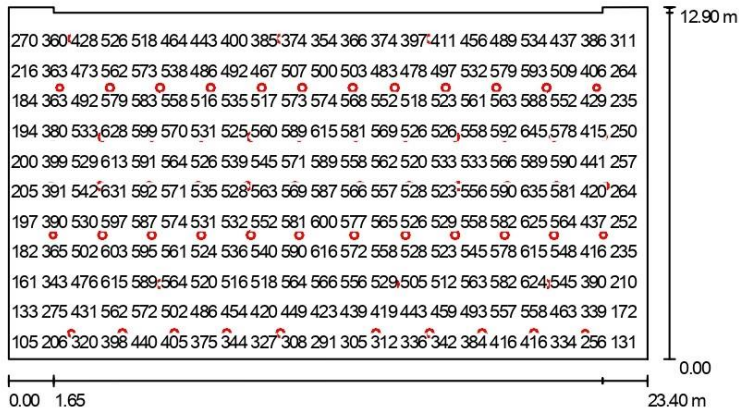 12.90 m
270 360 428 526 518 464 443 400 385 374 354 366 374 397 411 456 489 534 437 386 311
216 363 473 562 573 538 486 492 467 507 500 503 483 478 497 532 579 593 509 406 264
184 363 492 579 583 558 516 535 517 573 574 568 552 518 523 561 563 588 552 429 235
194 380 533 628 599 570 531 525 560 589 615 581 569 526 526 558 592 645 578 415 250
200 399 529 613 591 564 526 539 545 571 589 558 562 520 533 533 566 589 590 441 257
205 391 542 631 592 571 535 528 563 569 587 566 557 528 523 556 590 635 581 420 264
197 390 530 597 587 574 531 532 552 581 600 577 565 526 529 558 582 625 564 437 252
182 365 502 603 595 561 524 536 540 590 616 572 558 528 523 545 578 615 548 416 235
161 343 476 615 589 564 520 516 518 564 566 556 529 505 512 563 582 624 545 390 210
133 275 431 562 572 502 486 454 420 449 423 439 419 443 459 493 557 558 463 339 172
105 206 320 398 440 405 375 344 327 308 291 305 312 336 342 384 416 416 334 256 131
0.00
0.00 1.65 23.40 m